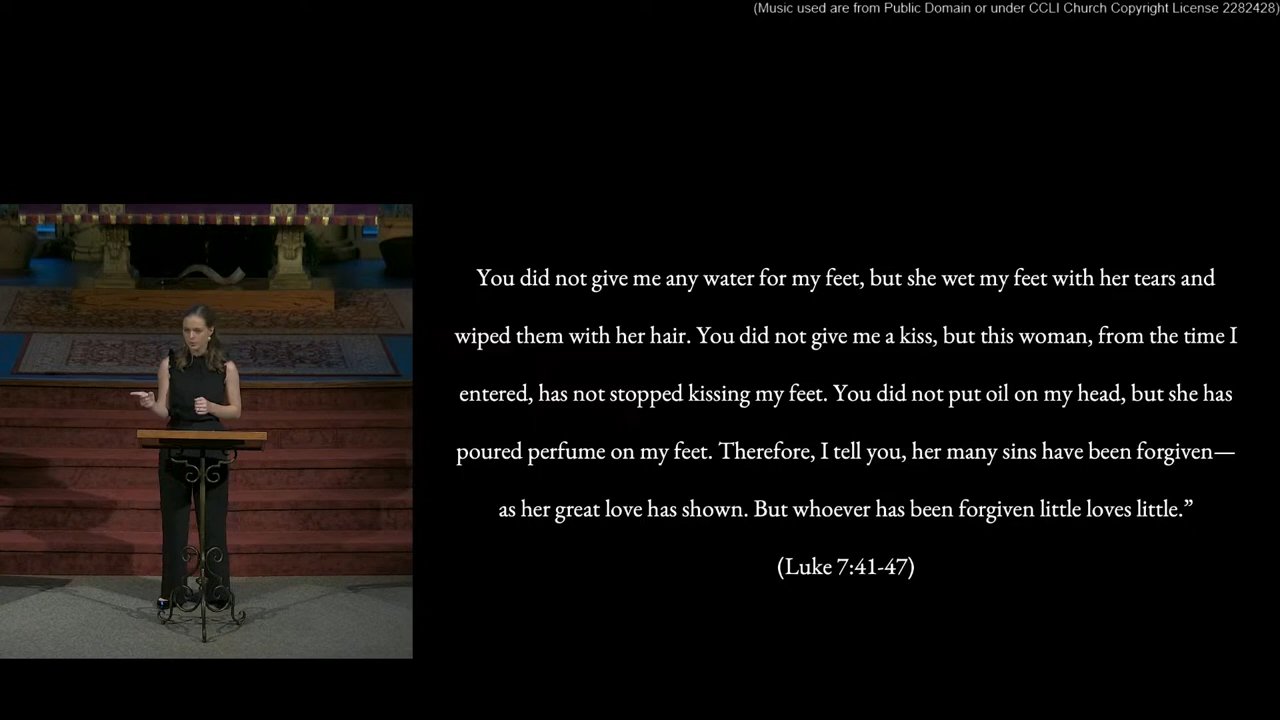 (Music used are from Public Domain or under CCLI Church Copyright License 2282428)
You did not give me any water for my feet, but she wet my feet with her tears and
wiped them with her hair. You did not give me a kiss, but this woman, from the time I
entered, has not stopped kissing my feet. You did not put oil on my head, but she has
poured perfume on my feet. Therefore, I tell you, her many sins have been forgiven—
as her great love has shown. But whoever has been forgiven little loves little.”
(Luke 7:41-47)